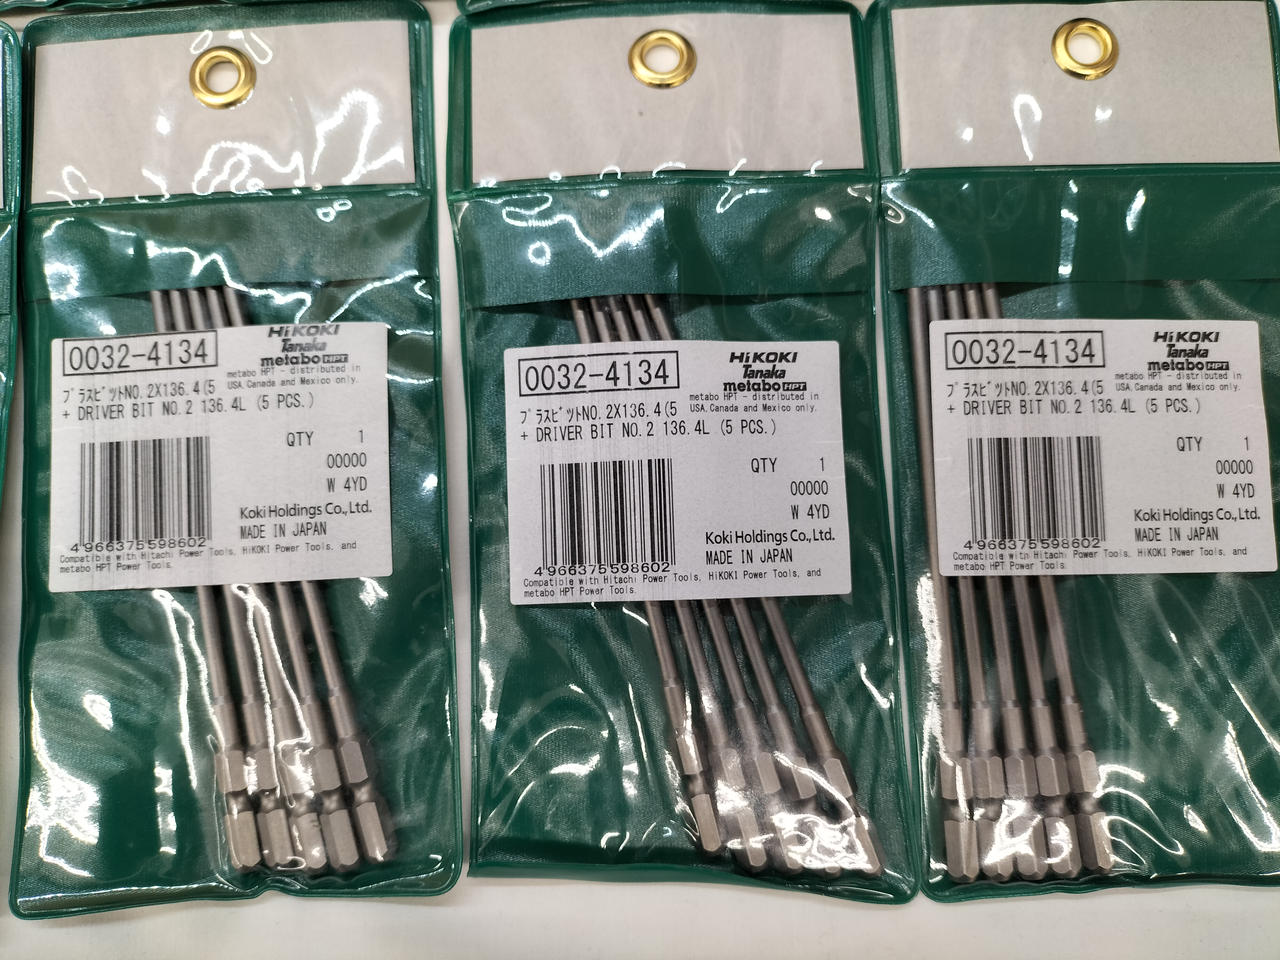 0032-4134
HiKOKI
Tanaka
metabo HPT
metabo HPT - distributed in
USA, Canada and Mexico only.
プラスビツトNO.2X136.4(5
+ DRIVER BIT NO.2 136.4L (5 PCS.)
QTY 1
00000
W 4YD
Koki Holdings Co., Ltd.
MADE IN JAPAN
4966375598602
Compatible with Hitachi Power Tools, HiKOKI Power Tools, and
metabo HPT Power Tools.
0032-4134
HiKOKI
Tanaka
metabo HPT
metabo HPT - distributed in
USA, Canada and Mexico only.
プラスビツトNO.2X136.4(5
+ DRIVER BIT NO.2 136.4L (5 PCS.)
QTY 1
00000
W 4YD
Koki Holdings Co., Ltd.
MADE IN JAPAN
4966375598602
Compatible with Hitachi Power Tools, HiKOKI Power Tools, and
metabo HPT Power Tools.
0032-4134
HiKOKI
Tanaka
metabo HPT
metabo HPT - distributed in
USA, Canada and Mexico only.
プラスビツトNO.2X136.4(5
+ DRIVER BIT NO.2 136.4L (5 PCS.)
QTY 1
00000
W 4YD
Koki Holdings Co., Ltd.
MADE IN JAPAN
4966375598602
Compatible with Hitachi Power Tools, HiKOKI Power Tools, and
metabo HPT Power Tools.